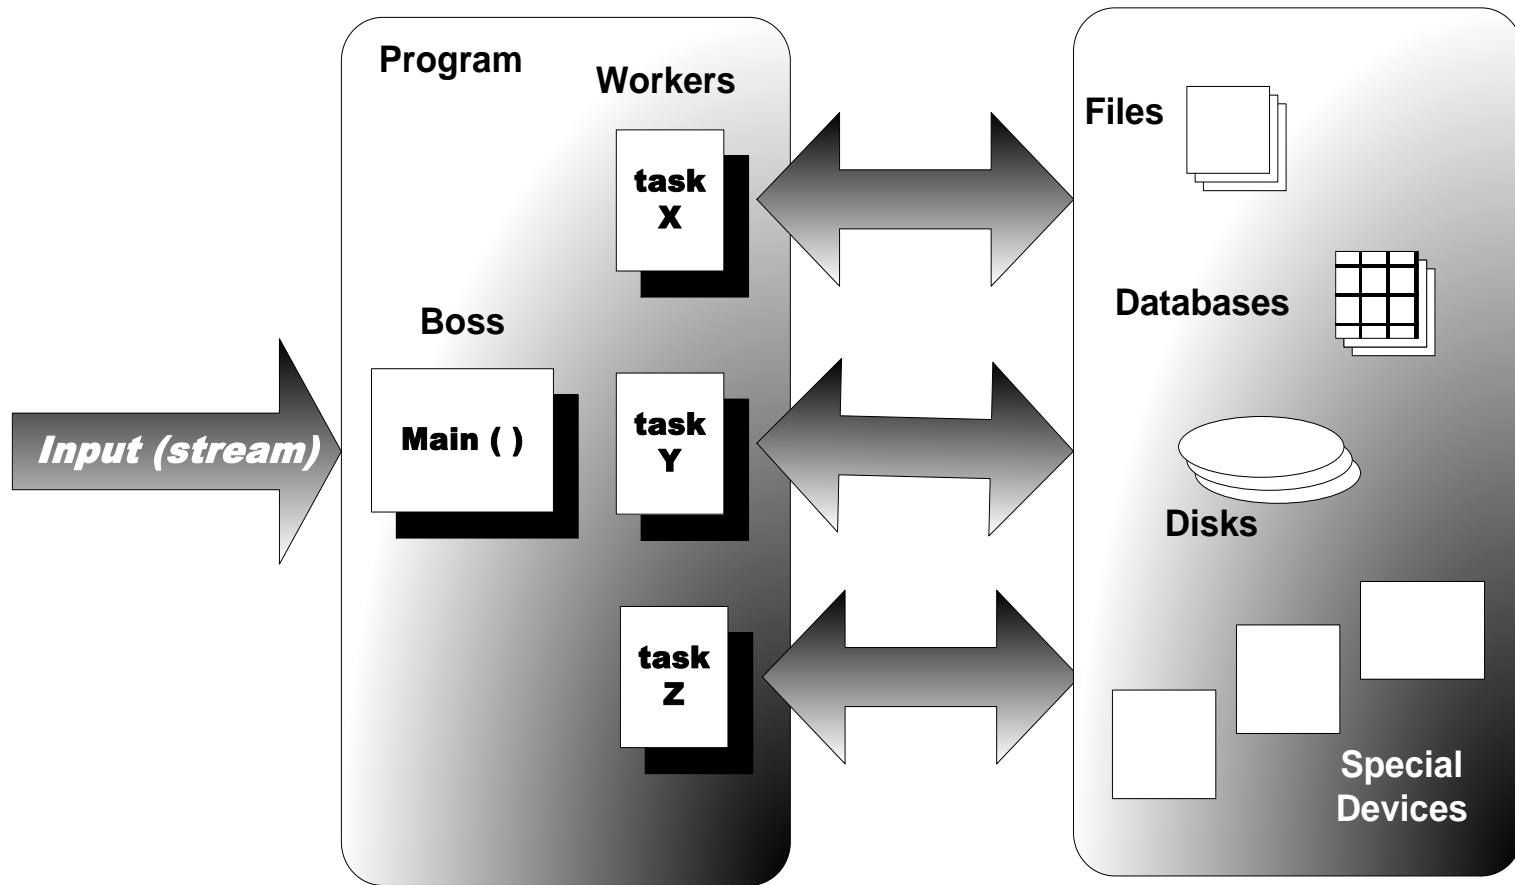 Program
Workers
task
X
Boss
Input (stream)
Main ( )
task
Y
task
Z
Files
Databases
Disks
Special
Devices